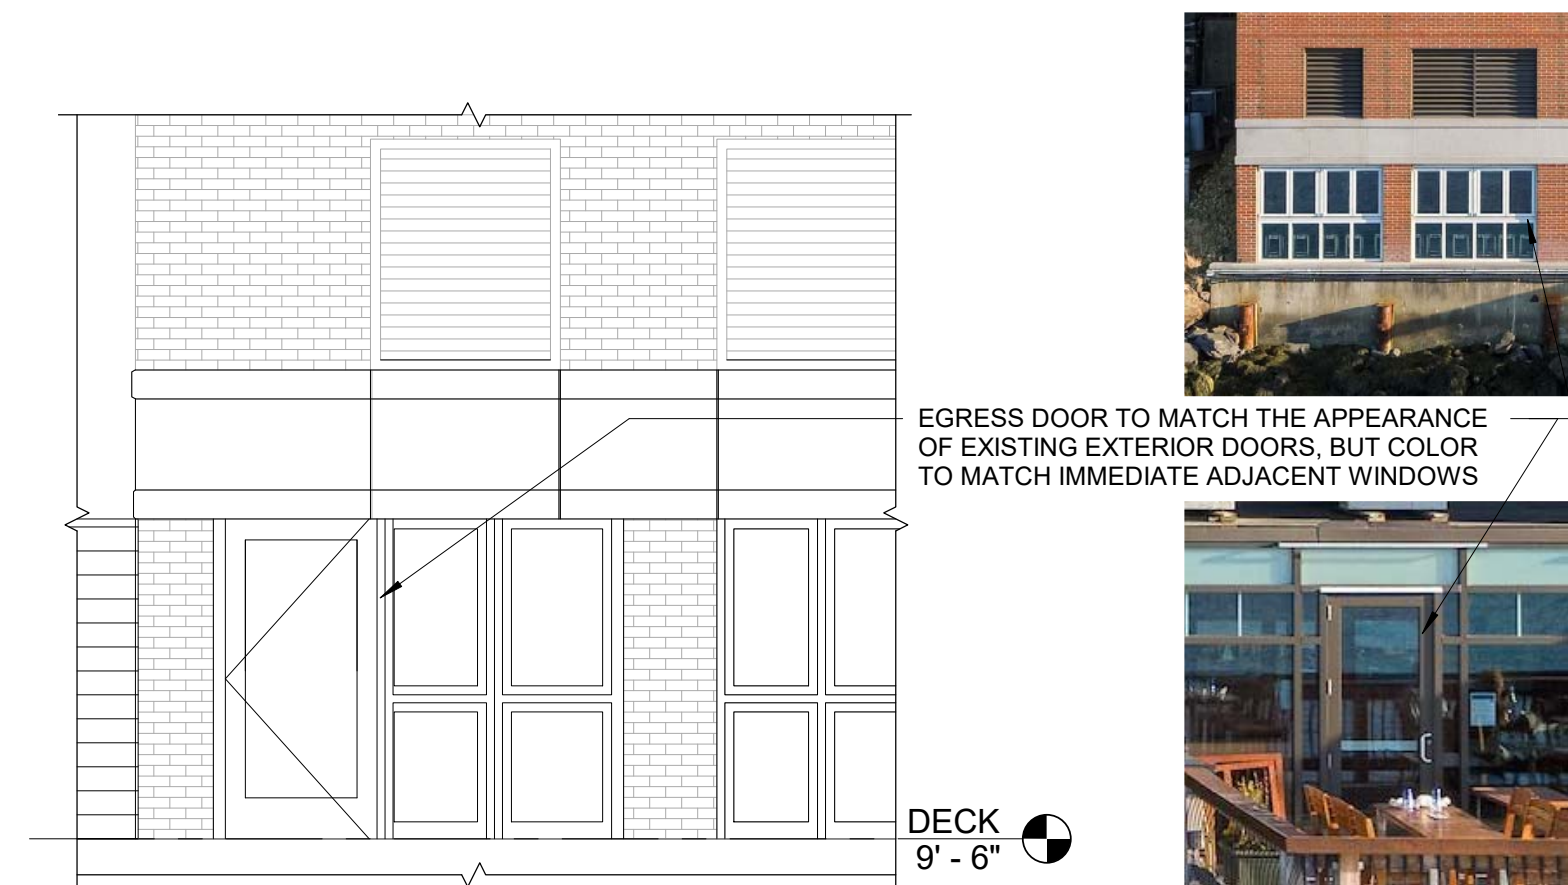 EGRESS DOOR TO MATCH THE APPEARANCE
OF EXISTING EXTERIOR DOORS, BUT COLOR
TO MATCH IMMEDIATE ADJACENT WINDOWS
DECK
9' - 6"